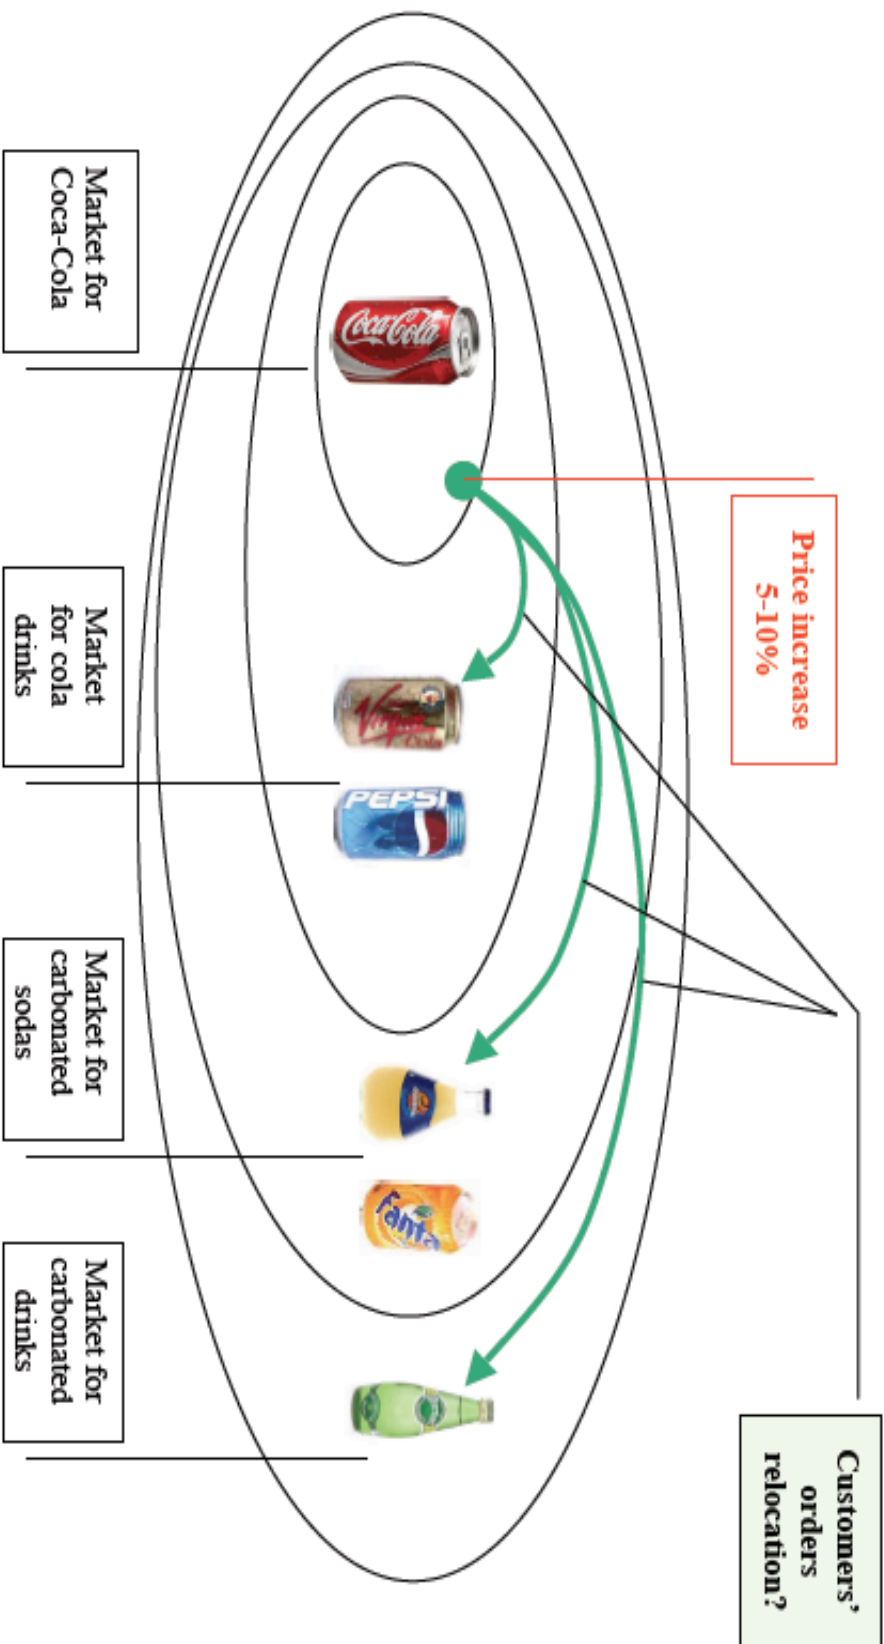 Price increase
5-10%
Customers’
orders
relocation?
Coca-Cola
Virgin
Cola
PEPSI
Fanta
Market for
Coca-Cola
Market
for cola
drinks
Market for
carbonated
sodas
Market for
carbonated
drinks